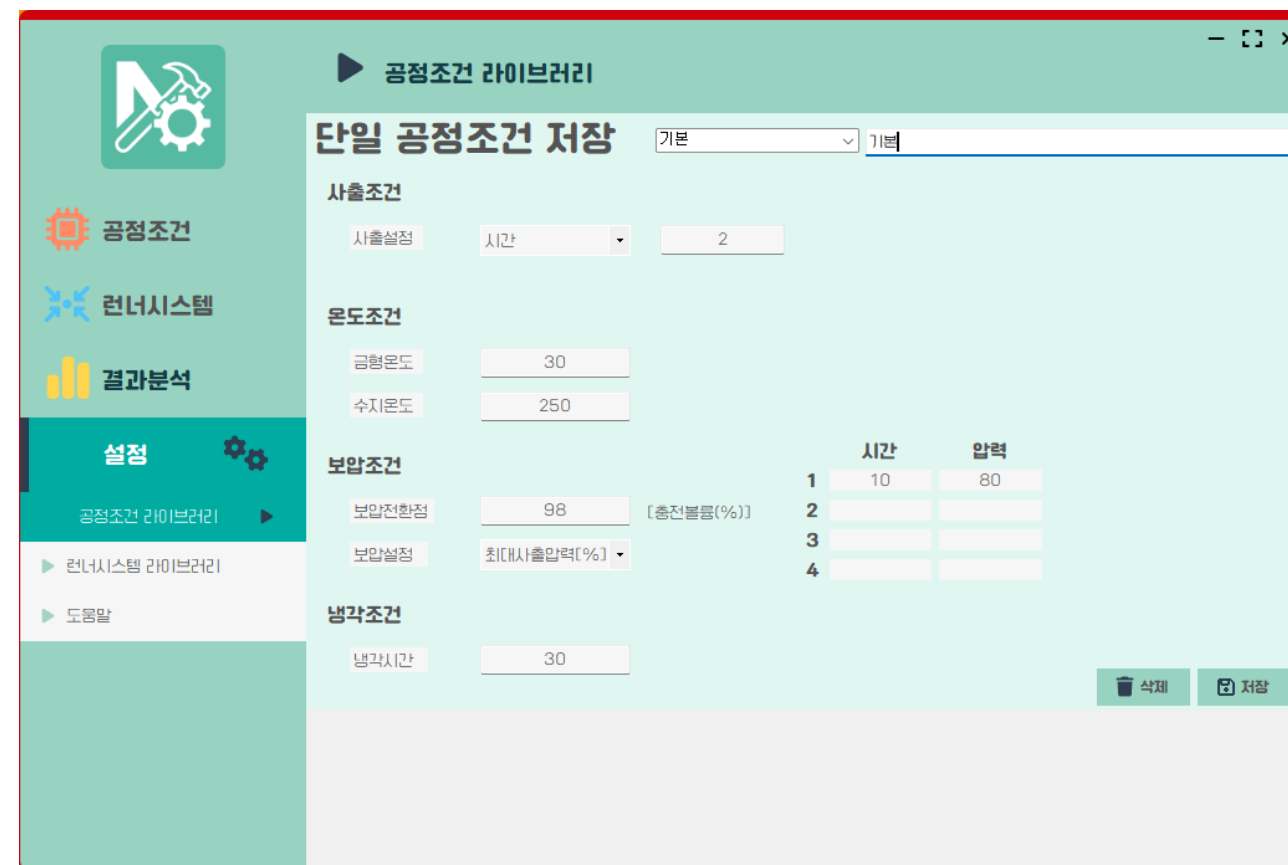 공정조건 라이브러리
단일 공정조건 저장 기본 기본
사출조건
사출설정 시간 2
온도조건
금형온도 30
수지온도 250
보압조건
보압전환점 98 [충전볼륨(%)]
보압설정 최대사출압력[%]
시간 압력
1 10 80
2
3
4
냉각조건
냉각시간 30
삭제 저장
공정조건
런너시스템
결과분석
설정
공정조건 라이브러리
런너시스템 라이브러리
도움말